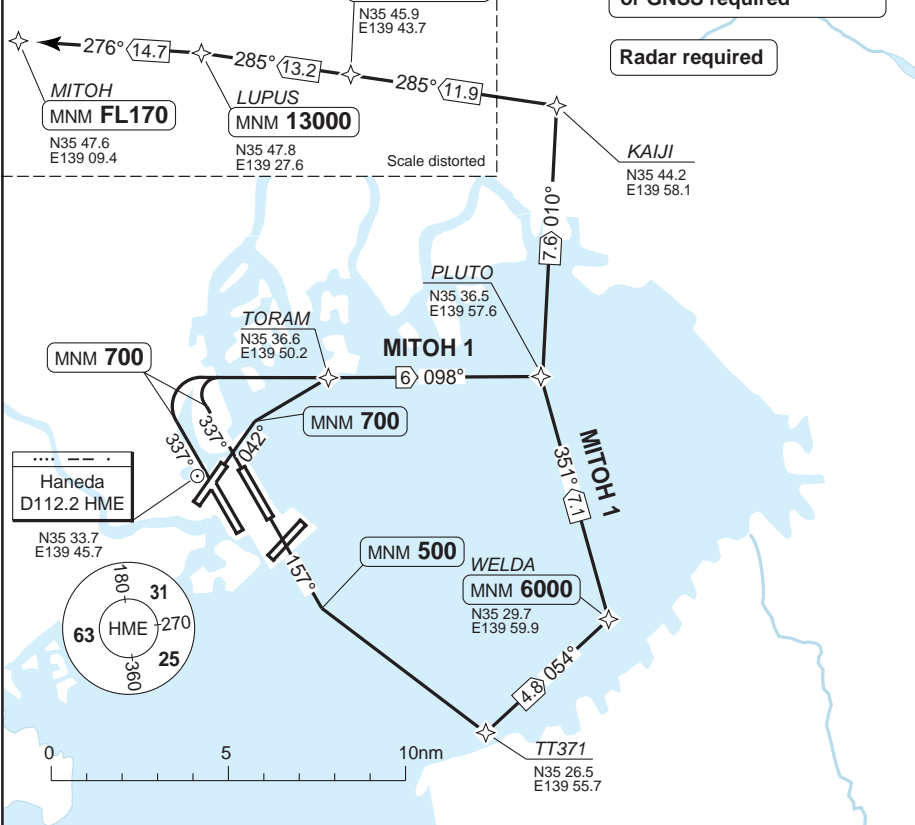 N35 45.9
E139 43.7
or GNSS required
Radar required
276° 14.7
285° 13.2
285° 11.9
MITOH
MNM FL170
N35 47.6
E139 09.4
LUPUS
MNM 13000
N35 47.8
E139 27.6
Scale distorted
KAIJI
N35 44.2
E139 58.1
7.6 010°
PLUTO
N35 36.5
E139 57.6
TORAM
N35 36.6
E139 50.2
MITOH 1
6 098°
MNM 700
MNM 700
337°
337°
042°
351° 7.1
MITOH 1
Haneda
D112.2 HME
N35 33.7
E139 45.7
MNM 500
157°
WELDA
MNM 6000
N35 29.7
E139 59.9
180
31
63
HME
270
25
360
4.8 054°
TT371
N35 26.5
E139 55.7
0
5
10nm